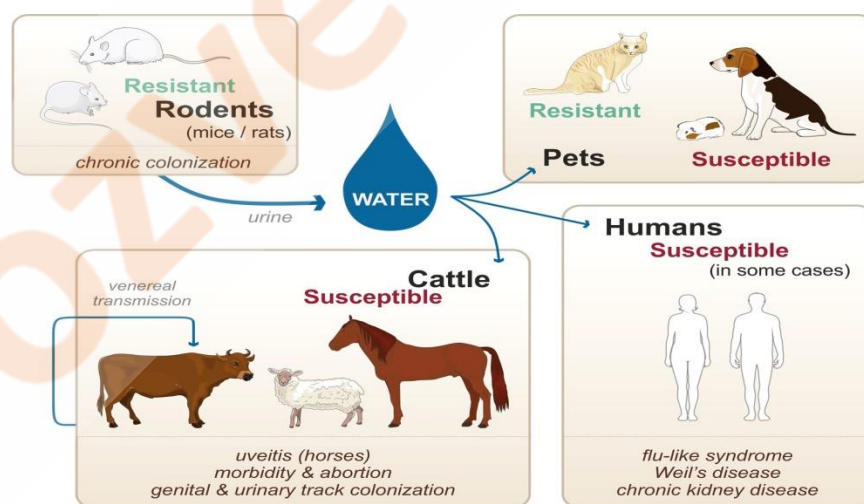 Resistant
Rodents
(mice / rats)
chronic colonization
urine
WATER
Resistant
Pets
Susceptible
Humans
Susceptible
(in some cases)
flu-like syndrome
Weil's disease
chronic kidney disease
venereal
transmission
Cattle
Susceptible
uveitis (horses)
morbidity & abortion
genital & urinary track colonization
ozve